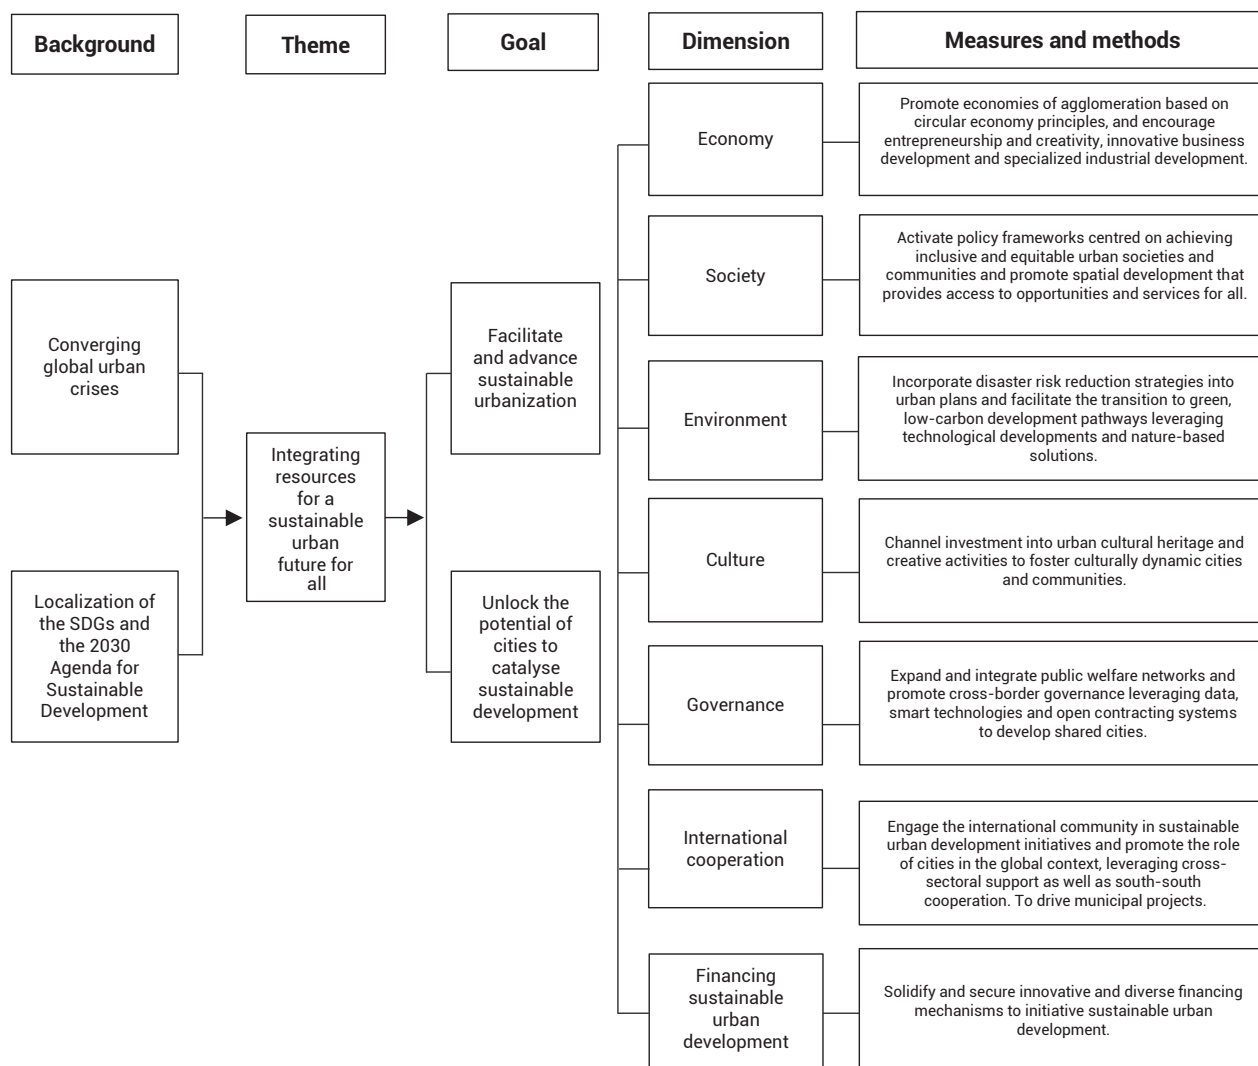 Background
Theme
Goal
Dimension
Measures and methods
Converging
global urban
crises
Localization of
the SDGs and
the 2030
Agenda for
Sustainable
Development
Integrating
resources
for a
sustainable
urban
future for
all
Facilitate
and advance
sustainable
urbanization
Unlock the
potential of
cities to
catalyse
sustainable
development
Economy
Promote economies of agglomeration based on
circular economy principles, and encourage
entrepreneurship and creativity, innovative business
development and specialized industrial development.
Society
Activate policy frameworks centred on achieving
inclusive and equitable urban societies and
communities and promote spatial development that
provides access to opportunities and services for all.
Environment
Incorporate disaster risk reduction strategies into
urban plans and facilitate the transition to green,
low-carbon development pathways leveraging
technological developments and nature-based
solutions.
Culture
Channel investment into urban cultural heritage and
creative activities to foster culturally dynamic cities
and communities.
Governance
Expand and integrate public welfare networks and
promote cross-border governance leveraging data,
smart technologies and open contracting systems
to develop shared cities.
International
cooperation
Engage the international community in sustainable
urban development initiatives and promote the role
of cities in the global context, leveraging cross-
sectoral support as well as south-south
cooperation. To drive municipal projects.
Financing
sustainable
urban
development
Solidify and secure innovative and diverse financing
mechanisms to initiative sustainable urban
development.